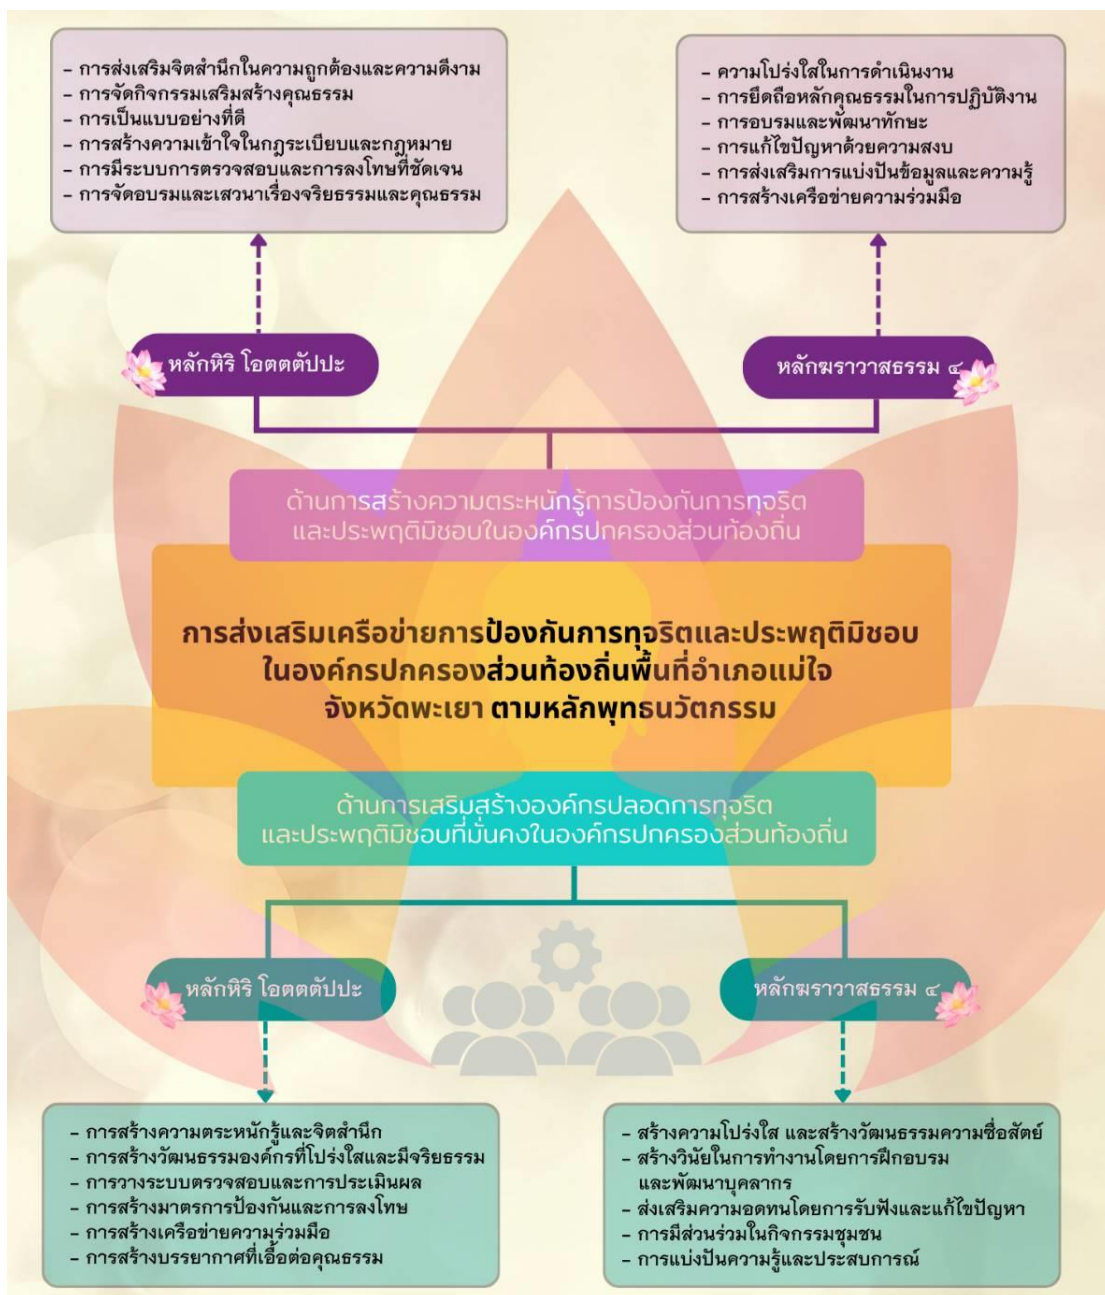 - การส่งเสริมจิตสำนึกในความถูกต้องและความดีงาม
- การจัดกิจกรรมเสริมสร้างคุณธรรม
- การเป็นแบบอย่างที่ดี
- การสร้างความเข้าใจในกฎระเบียบและกฎหมาย
- การมีระบบการตรวจสอบและการลงโทษที่ชัดเจน
- การจัดอบรมและเสวนาเรื่องจริยธรรมและคุณธรรม
- ความโปร่งใสในการดำเนินงาน
- การยึดถือหลักคุณธรรมในการปฏิบัติงาน
- การอบรมและพัฒนาทักษะ
- การแก้ไขปัญหาด้วยความสงบ
- การส่งเสริมการแบ่งปันข้อมูลและความรู้
- การสร้างเครือข่ายความร่วมมือ
หลักหิริ โอตตตัปปะ
หลักฆราวาสธรรม ๔
ด้านการสร้างความตระหนักรู้การป้องกันการทุจริต
และประพฤติมิชอบในองค์กรปกครองส่วนท้องถิ่น
การส่งเสริมเครือข่ายการป้องกันการทุจริตและประพฤติมิชอบ
ในองค์กรปกครองส่วนท้องถิ่นพื้นที่อำเภอแม่ใจ
จังหวัดพะเยา ตามหลักพุทธนวัตกรรม
ด้านการเสริมสร้างองค์กรปลอดการทุจริต
และประพฤติมิชอบที่มั่นคงในองค์กรปกครองส่วนท้องถิ่น
หลักหิริ โอตตตัปปะ
หลักฆราวาสธรรม ๔
- การสร้างความตระหนักรู้และจิตสำนึก
- การสร้างวัฒนธรรมองค์กรที่โปร่งใสและมีจริยธรรม
- การวางระบบตรวจสอบและการประเมินผล
- การสร้างมาตรการป้องกันและการลงโทษ
- การสร้างเครือข่ายความร่วมมือ
- การสร้างบรรยากาศที่เอื้อต่อคุณธรรม
- สร้างความโปร่งใส และสร้างวัฒนธรรมความซื่อสัตย์
- สร้างวินัยในการทำงานโดยการฝึกอบรม
และพัฒนาบุคลากร
- ส่งเสริมความอดทนโดยการรับฟังและแก้ไขปัญหา
- การมีส่วนร่วมในกิจกรรมชุมชน
- การแบ่งปันความรู้และประสบการณ์